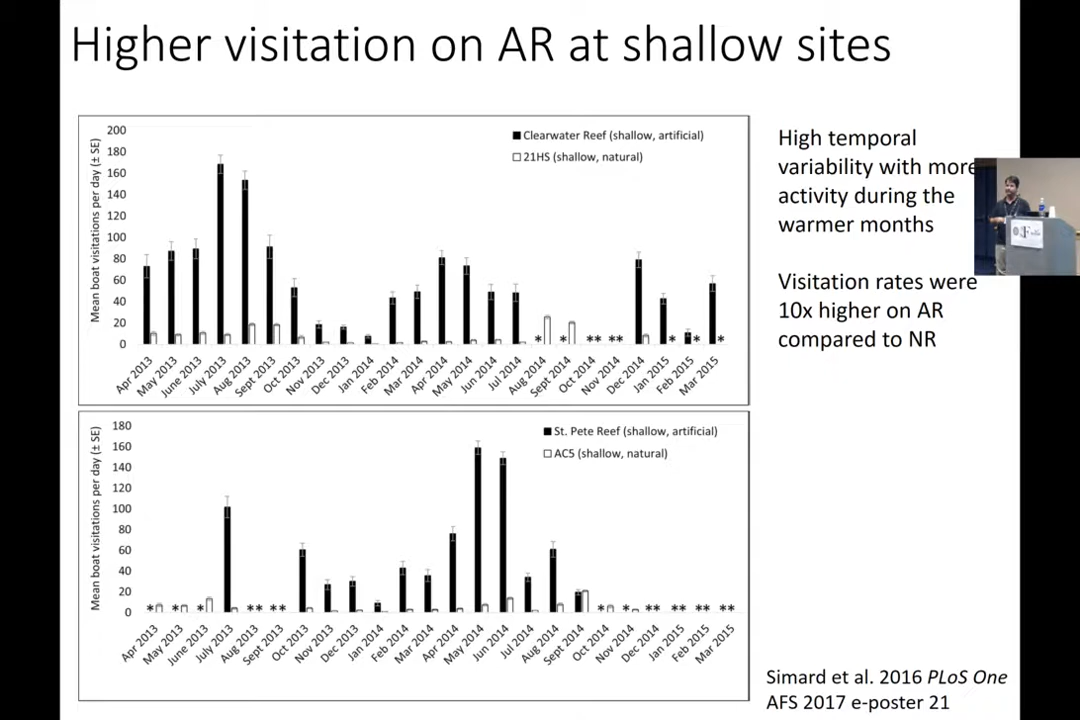 Higher visitation on AR at shallow sites
Mean boat visitations per day (± SE)
200
180
160
140
120
100
80
60
40
20
0
■ Clearwater Reef (shallow, artificial)
□ 21HS (shallow, natural)
* * ** ** * * *
Apr 2013
May 2013
June 2013
July 2013
Aug 2013
Sept 2013
Oct 2013
Nov 2013
Dec 2013
Jan 2014
Feb 2014
Mar 2014
Apr 2014
May 2014
Jun 2014
Jul 2014
Aug 2014
Sept 2014
Oct 2014
Nov 2014
Dec 2014
Jan 2015
Feb 2015
Mar 2015
High temporal
variability with more
activity during the
warmer months
Visitation rates were
10x higher on AR
compared to NR
Mean boat visitations per day (± SE)
180
160
140
120
100
80
60
40
20
0
■ St. Pete Reef (shallow, artificial)
□ AC5 (shallow, natural)
* * * ** ** * * ** ** ** **
Apr 2013
May 2013
June 2013
July 2013
Aug 2013
Sept 2013
Oct 2013
Nov 2013
Dec 2013
Jan 2014
Feb 2014
Mar 2014
Apr 2014
May 2014
Jun 2014
Jul 2014
Aug 2014
Sept 2014
Oct 2014
Nov 2014
Dec 2014
Jan 2015
Feb 2015
Mar 2015
Simard et al. 2016 PLoS One
AFS 2017 e-poster 21